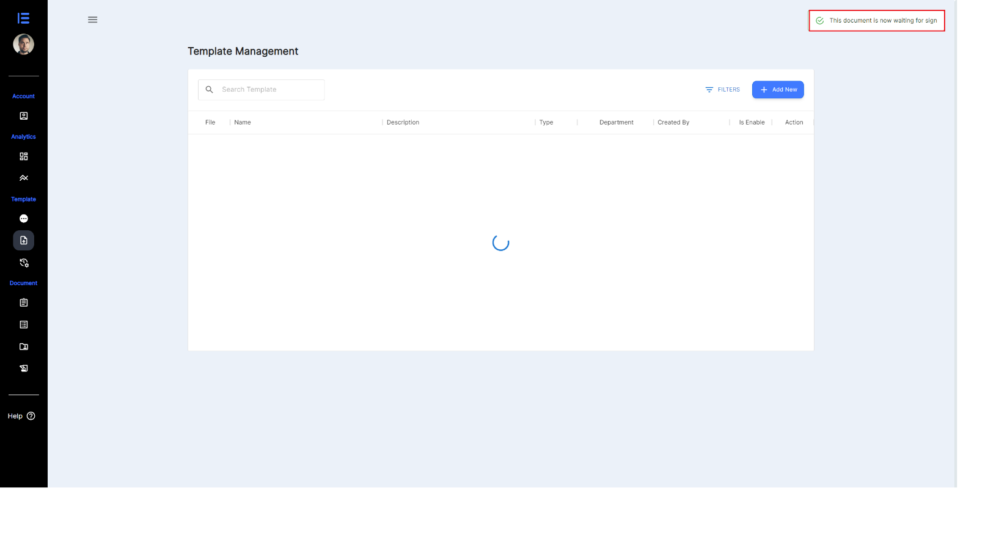 This document is now waiting for sign
Template Management
Search Template
FILTERS
Add New
File
Name
Description
Type
Department
Created By
Is Enable
Action
Account
Analytics
Template
Document
Help